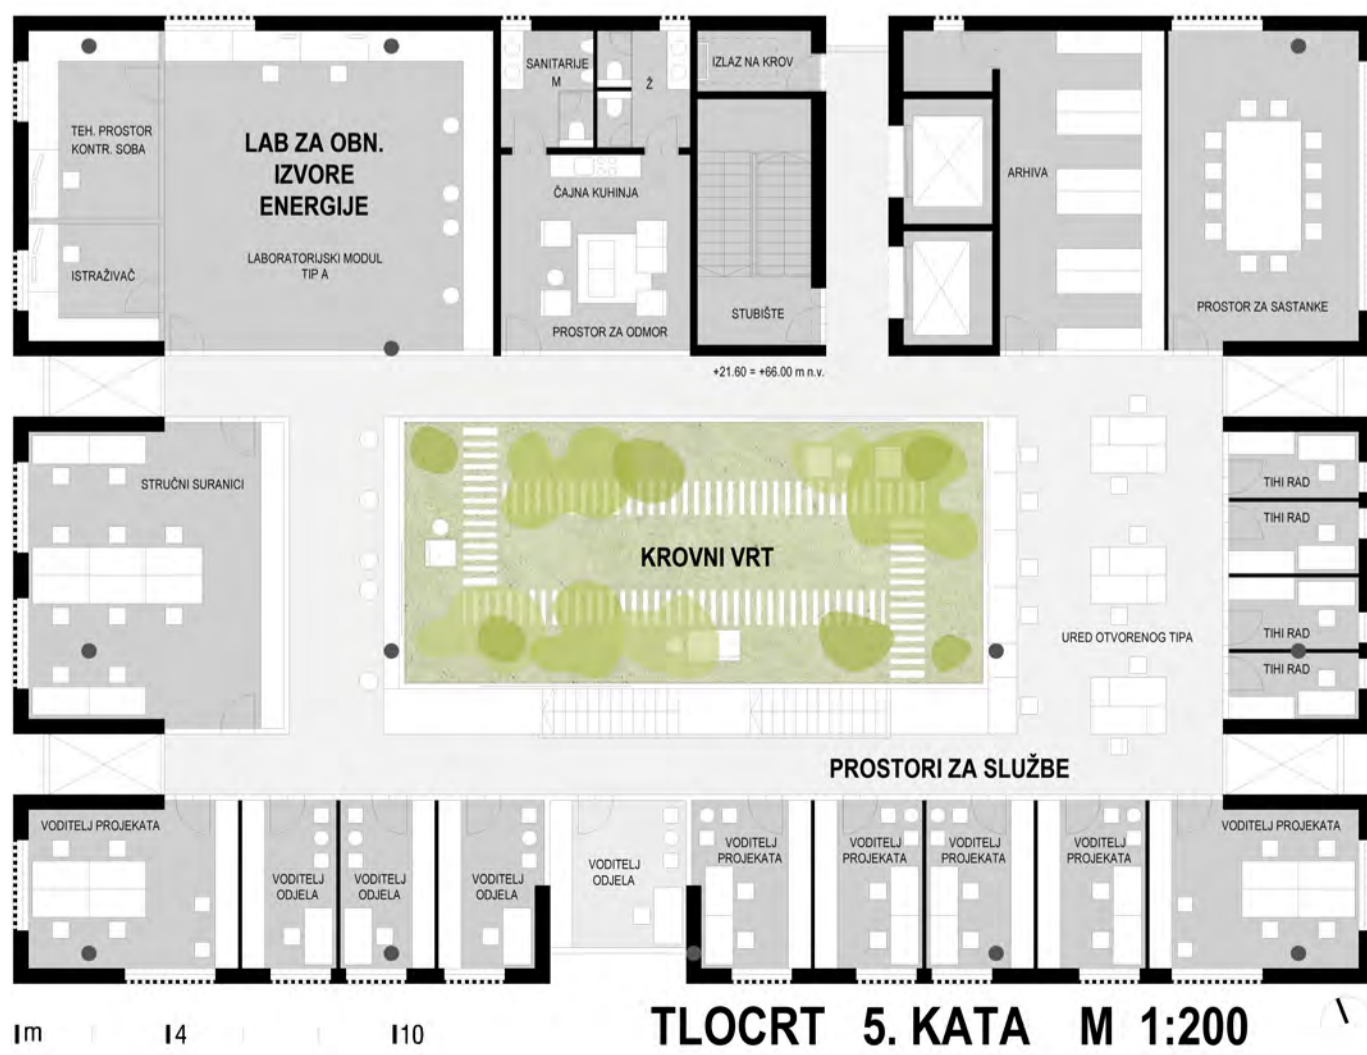 SANITARIJE
M
Ž
IZLAZ NA KROV
TEH. PROSTOR
KONTR. SOBA
LAB ZA OBN.
IZVORE
ENERGIJE
LABORATORIJSKI MODUL
TIP A
ISTRAŽIVAČ
ČAJNA KUHINJA
PROSTOR ZA ODMOR
STUBIŠTE
ARHIVA
PROSTOR ZA SASTANKE
+21.60 = +66.00 m n.v.
STRUČNI SURANICI
KROVNI VRT
TIHI RAD
TIHI RAD
TIHI RAD
TIHI RAD
URED OTVORENOG TIPA
PROSTORI ZA SLUŽBE
VODITELJ PROJEKATA
VODITELJ
ODJELA
VODITELJ
ODJELA
VODITELJ
ODJELA
VODITELJ
ODJELA
VODITELJ
PROJEKATA
VODITELJ
PROJEKATA
VODITELJ
PROJEKATA
VODITELJ
PROJEKATA
VODITELJ PROJEKATA
m 4 10
TLOCRT 5. KATA M 1:200